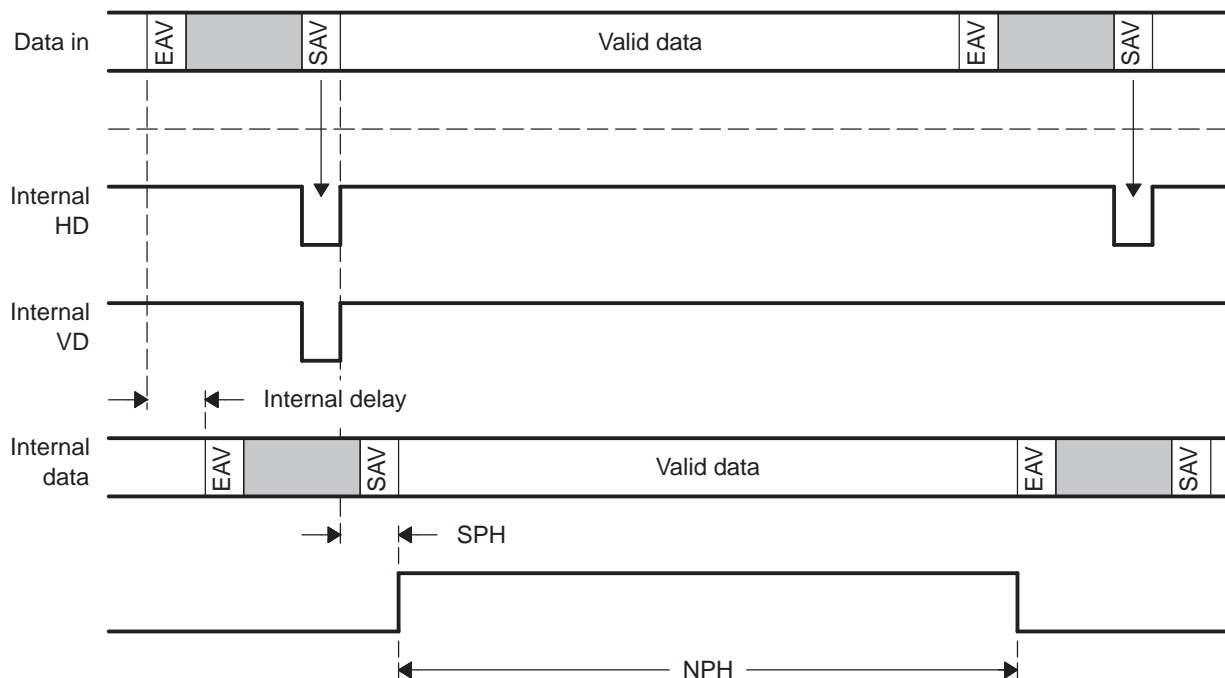 Data in
EAV
SAV
Valid data
EAV
SAV
Internal
HD
Internal
VD
Internal delay
Internal
data
EAV
SAV
Valid data
EAV
SAV
SPH
NPH